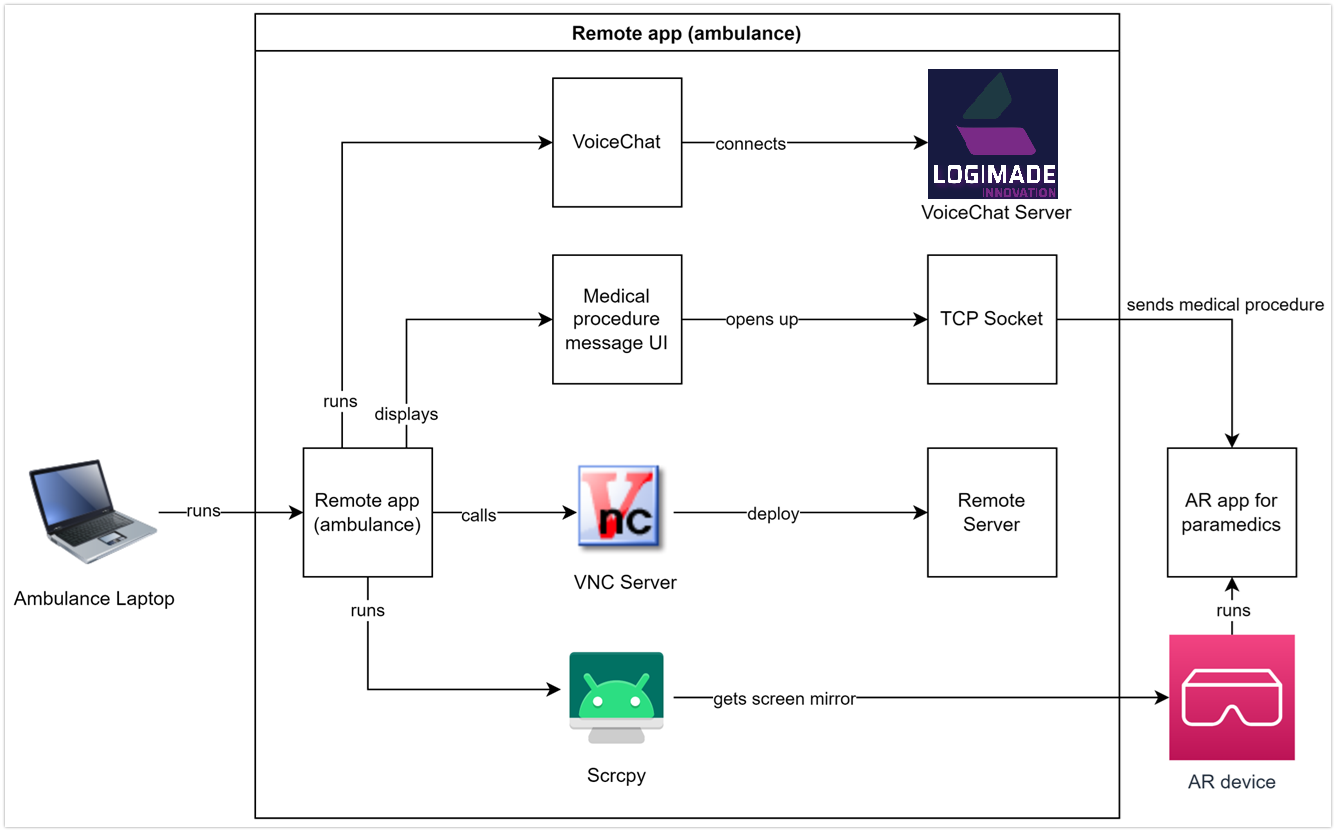 Remote app (ambulance)
VoiceChat
connects
LOGIMADE
INNOVATION
VoiceChat Server
Medical
procedure
message UI
opens up
TCP Socket
sends medical procedure
runs
displays
Ambulance Laptop
runs
Remote app
(ambulance)
calls
Vnc
VNC Server
deploy
Remote
Server
AR app for
paramedics
runs
runs
Scrcpy
gets screen mirror
AR device